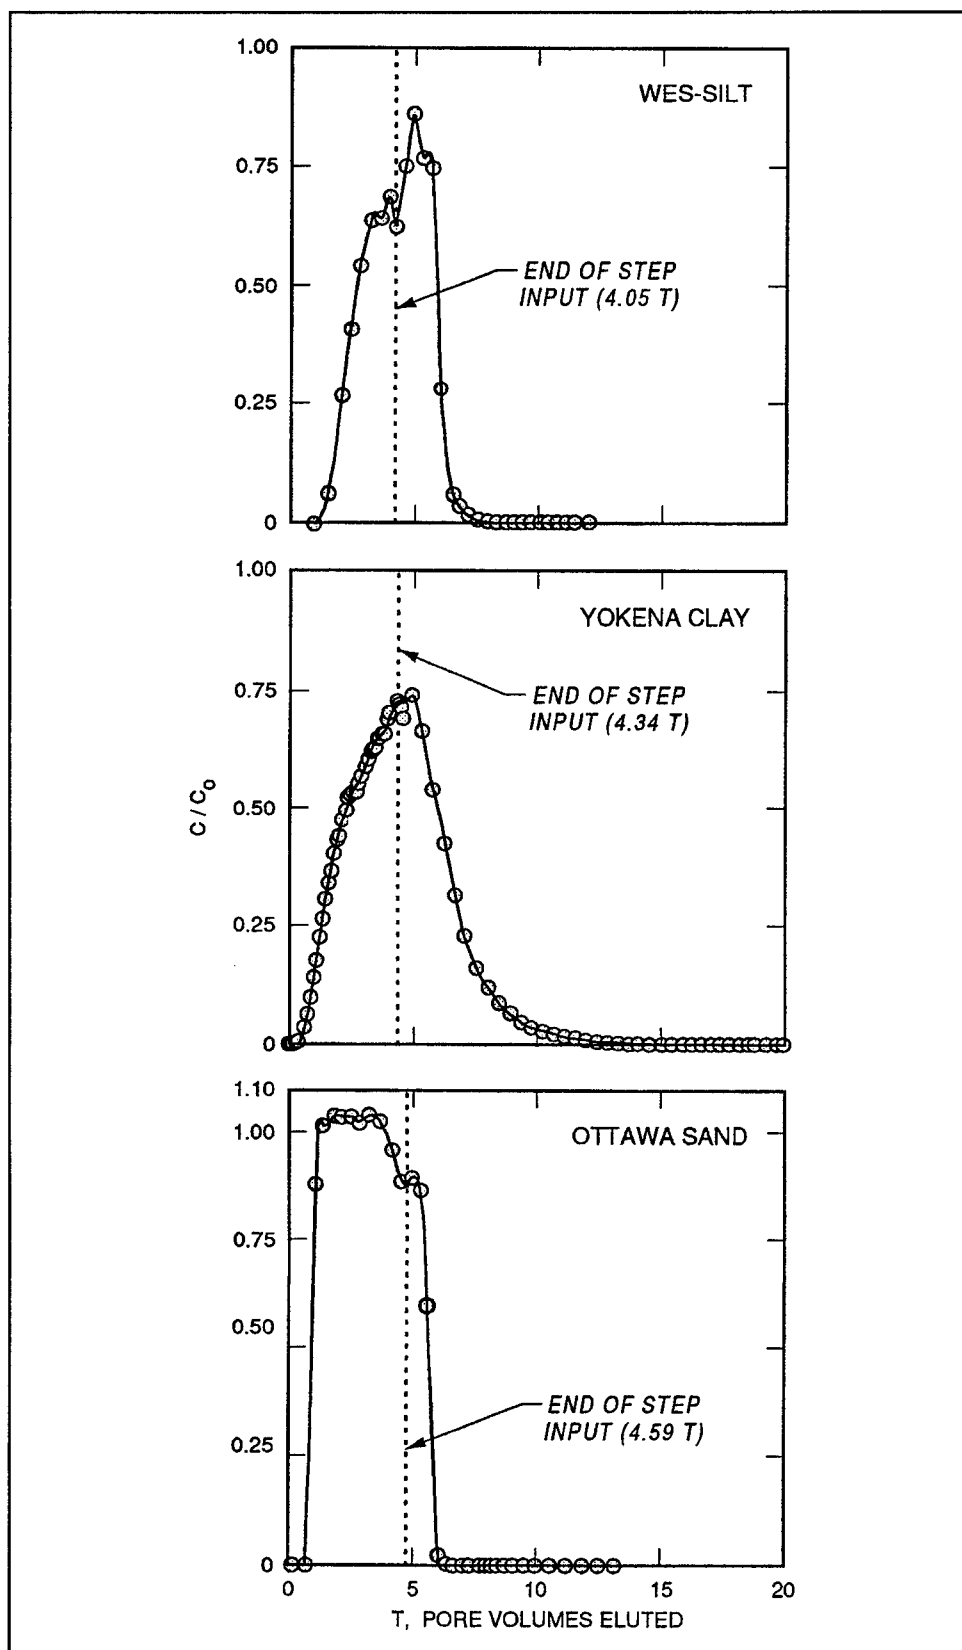 1.00
WES-SILT
0.75
END OF STEP
INPUT (4.05 T)
0.50
0.25
0
1.00
YOKENA CLAY
0.75
END OF STEP
INPUT (4.34 T)
C / Co
0.50
0.25
0
1.10
1.00
OTTAWA SAND
0.75
0.50
END OF STEP
INPUT (4.59 T)
0.25
0
0 5 10 15 20
T, PORE VOLUMES ELUTED